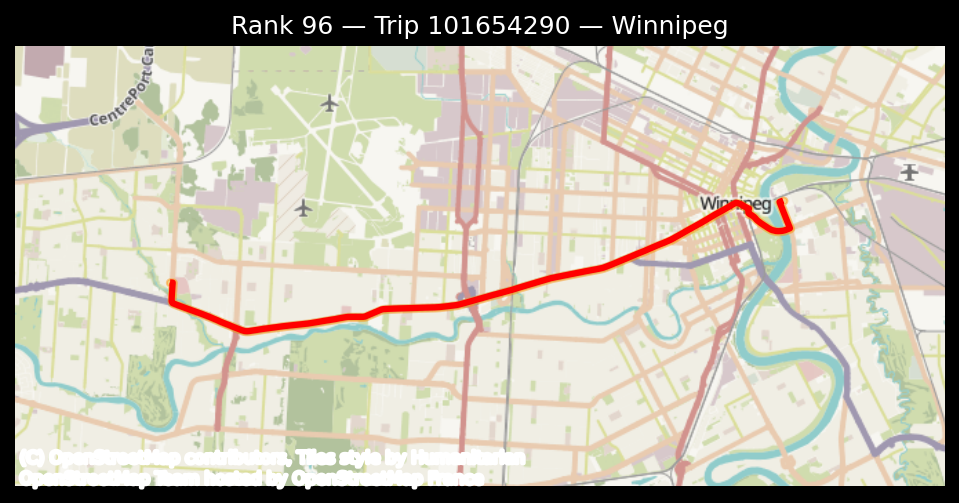 Rank 96 — Trip 101654290 — Winnipeg
CentrePort Ca
Winnipeg
(C) OpenStreetMap contributors, Tiles style by Humanitarian
OpenStreetMap Team hosted by OpenStreetMap France